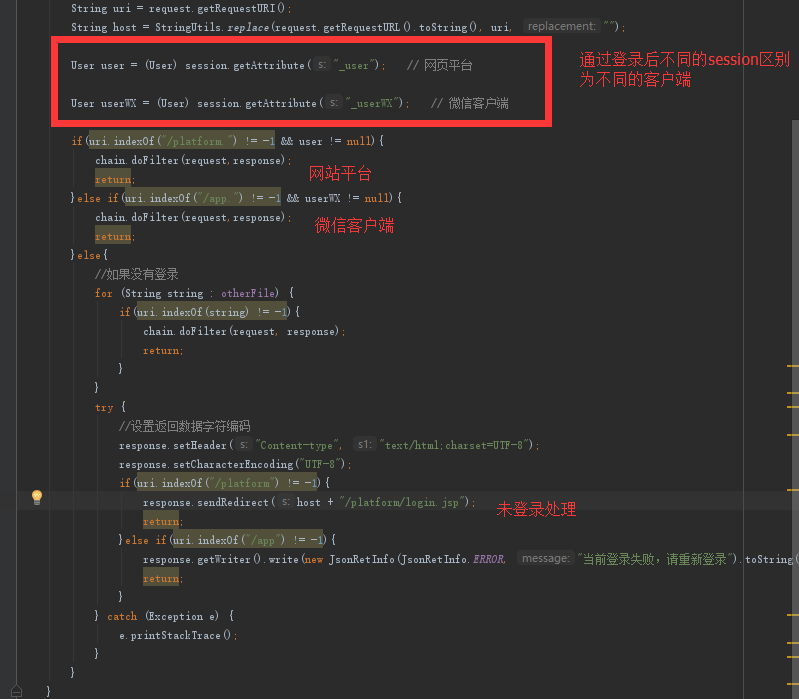 String uri = request.getRequestURI();
String host = StringUtils.replace(request.getRequestURL().toString(), uri, replacement: "");
User user = (User) session.getAttribute( s: "_user");   // 网页平台
通过登录后不同的session区别
为不同的客户端
User userWX = (User) session.getAttribute( s: "_userWX");   // 微信客户端
if(uri.indexOf("/platform ") != -1 && user != null){
chain.doFilter(request,response);
return;
网站平台
}else if(uri.indexOf("/app ") != -1 && userWX != null){
chain.doFilter(request,response);
微信客户端
return;
}else{
//如果没有登录
for (String string : otherFile) {
if(uri.indexOf(string) != -1){
chain.doFilter(request, response);
return;
}
}
try {
//设置返回数据字符编码
response.setHeader( s: "Content-type", s1: "text/html;charset=UTF-8");
response.setCharacterEncoding("UTF-8");
if(uri.indexOf("/platform") != -1){
response.sendRedirect( s: host + "/platform/login.jsp");
未登录处理
return;
}else if(uri.indexOf("/app") != -1){
response.getWriter().write(new JsonRetInfo(JsonRetInfo.ERROR, message: "当前登录失败，请重新登录").toString(
return;
}
} catch (Exception e) {
e.printStackTrace();
}
}
}